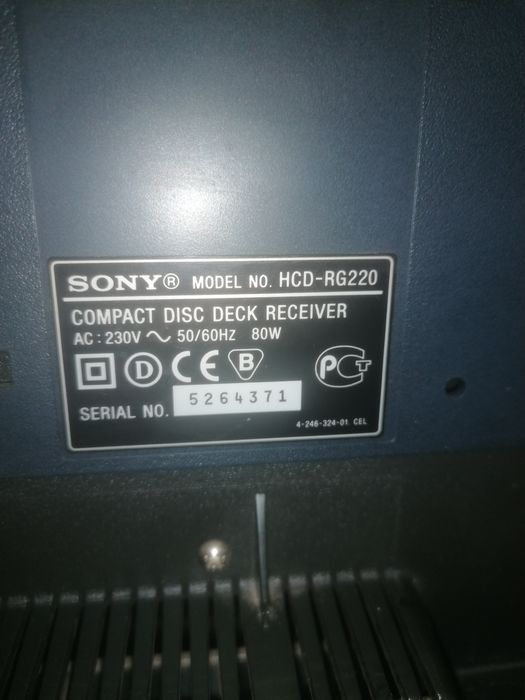 SONY® MODEL NO. HCD-RG220
COMPACT DISC DECK RECEIVER
AC: 230V ~ 50/60HZ 80W
D CE B PCT
SERIAL NO. 5264371
4-246-324-01 CEL